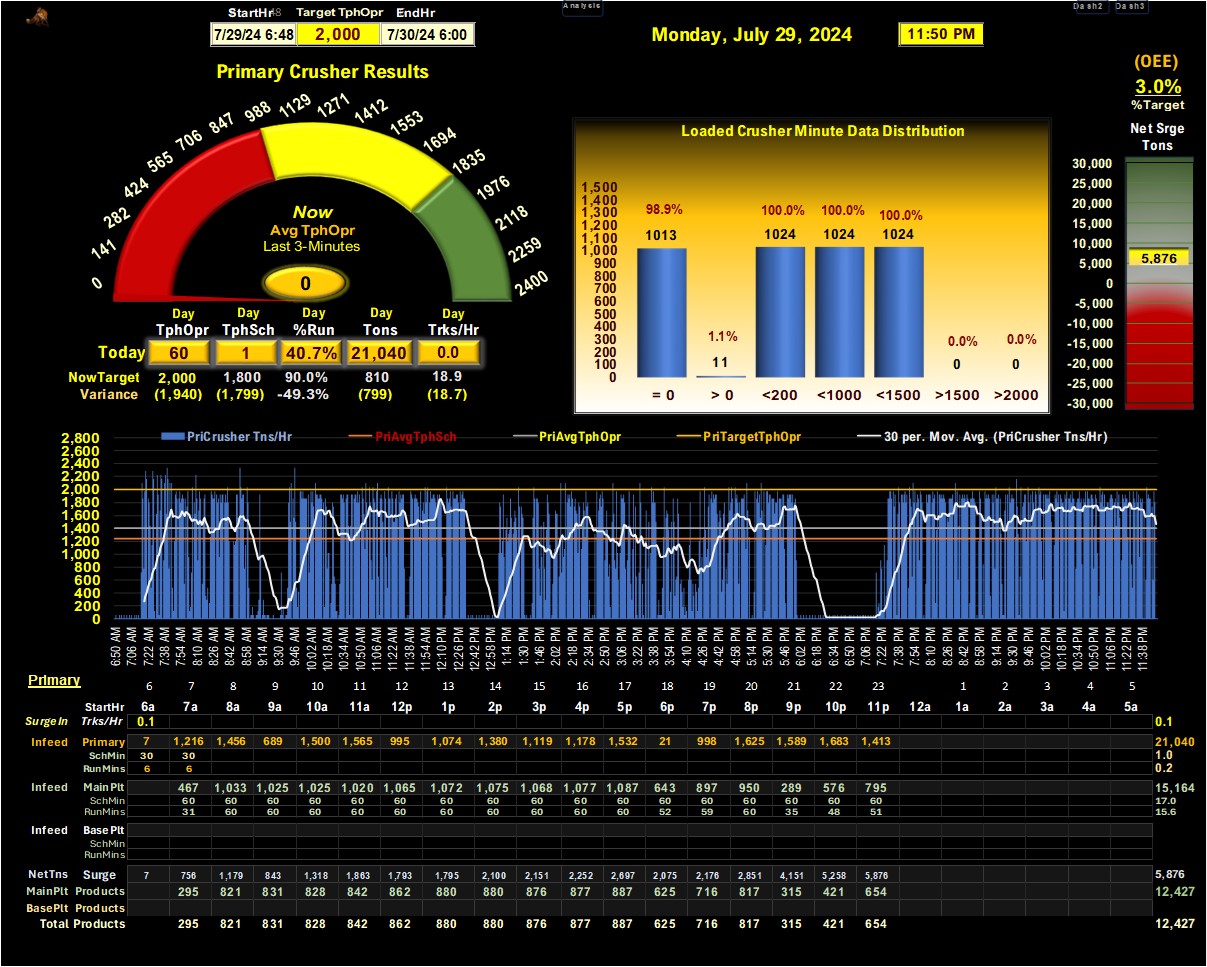 Analysis
Dash2 Dash3
StartHr Target TphOpr EndHr
7/29/24 6:48 2,000 7/30/24 6:00
Monday, July 29, 2024 11:50 PM
(OEE)
3.0%
%Target
Net Srge
Tons
Primary Crusher Results
0 141 282 424 565 706 847 988 1129 1271 1412 1553 1694 1835 1976 2118 2259 2400
Now
Avg TphOpr
Last 3-Minutes
0
Day Day Day Day Day
TphOpr TphSch %Run Tons Trks/Hr
Today 60 1 40.7% 21,040 0.0
NowTarget 2,000 1,800 90.0% 810 18.9
Variance (1,940) (1,799) -49.3% (799) (18.7)
Loaded Crusher Minute Data Distribution
1,500
1,400
1,300
1,200
1,100
1,000
900
800
700
600
500
400
300
200
100
0
98.9% 1.1% 100.0% 100.0% 100.0% 0.0% 0.0%
1013 11 1024 1024 1024 0 0
= 0 > 0 <200 <1000 <1500 >1500 >2000
30,000
25,000
20,000
15,000
10,000
5,000
0
-5,000
-10,000
-15,000
-20,000
-25,000
-30,000
5,876
PriCrusher Tns/Hr PriAvgTphSch PriAvgTphOpr PriTargetTphOpr 30 per. Mov. Avg. (PriCrusher Tns/Hr)
2,800
2,600
2,400
2,200
2,000
1,800
1,600
1,400
1,200
1,000
800
600
400
200
0
6:50 AM 7:06 AM 7:22 AM 7:38 AM 7:54 AM 8:10 AM 8:26 AM 8:42 AM 8:58 AM 9:14 AM 9:30 AM 9:46 AM 10:02 AM 10:18 AM 10:34 AM 10:50 AM 11:06 AM 11:22 AM 11:38 AM 11:54 AM 12:10 PM 12:26 PM 12:42 PM 12:58 PM 1:14 PM 1:30 PM 1:46 PM 2:02 PM 2:18 PM 2:34 PM 2:50 PM 3:06 PM 3:22 PM 3:38 PM 3:54 PM 4:10 PM 4:26 PM 4:42 PM 4:58 PM 5:14 PM 5:30 PM 5:46 PM 6:02 PM 6:18 PM 6:34 PM 6:50 PM 7:06 PM 7:22 PM 7:38 PM 7:54 PM 8:10 PM 8:26 PM 8:42 PM 8:58 PM 9:14 PM 9:30 PM 9:46 PM 10:02 PM 10:18 PM 10:34 PM 10:50 PM 11:06 PM 11:22 PM 11:38 PM
Primary
6 7 8 9 10 11 12 13 14 15 16 17 18 19 20 21 22 23 1 2 3 4 5
StartHr 6a 7a 8a 9a 10a 11a 12p 1p 2p 3p 4p 5p 6p 7p 8p 9p 10p 11p 12a 1a 2a 3a 4a 5a
SurgeIn Trks/Hr 0.1 0.1
Infeed Primary 7 1,216 1,456 689 1,500 1,565 995 1,074 1,380 1,119 1,178 1,532 21 998 1,625 1,589 1,683 1,413 21,040
SchMin 30 30 1.0
RunMins 6 6 0.2
Infeed MainPlt 467 1,033 1,025 1,025 1,020 1,065 1,072 1,075 1,068 1,077 1,087 643 897 950 289 576 795 15,164
SchMin 60 60 60 60 60 60 60 60 60 60 60 60 60 60 60 60 60 17.0
RunMins 31 60 60 60 60 60 60 60 60 60 60 52 59 60 35 48 51 15.6
Infeed Base Plt
SchMin
RunMins
NetTns Surge 7 756 1,179 843 1,318 1,863 1,793 1,795 2,100 2,151 2,252 2,697 2,075 2,176 2,851 4,151 5,258 5,876 5,876
MainPlt Products 295 821 831 828 842 862 880 880 876 877 887 625 716 817 315 421 654 12,427
BasePlt Products
Total Products 295 821 831 828 842 862 880 880 876 877 887 625 716 817 315 421 654 12,427